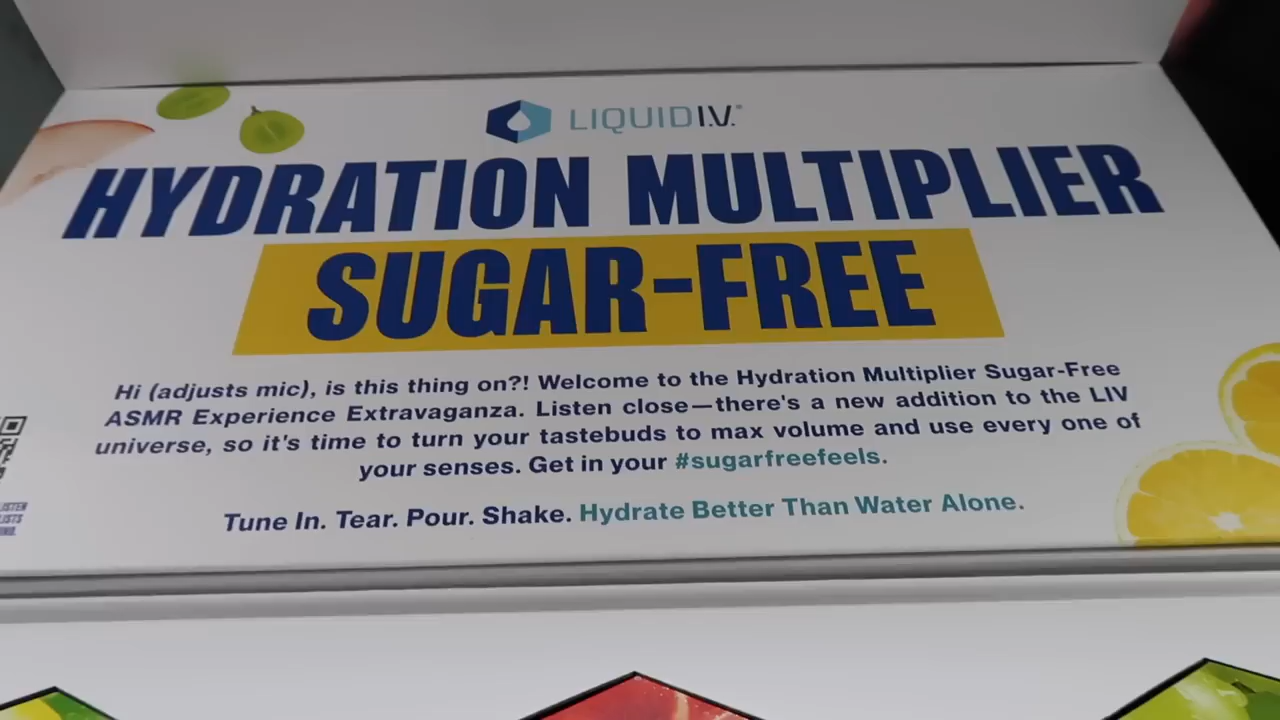 LIQUID I.V.
HYDRATION MULTIPLIER
SUGAR-FREE
Hi (adjusts mic), is this thing on?! Welcome to the Hydration Multiplier Sugar-Free
ASMR Experience Extravaganza. Listen close—there's a new addition to the LIV
universe, so it's time to turn your tastebuds to max volume and use every one of
your senses. Get in your #sugarfreefeels.
Tune In. Tear. Pour. Shake. Hydrate Better Than Water Alone.
LISTEN